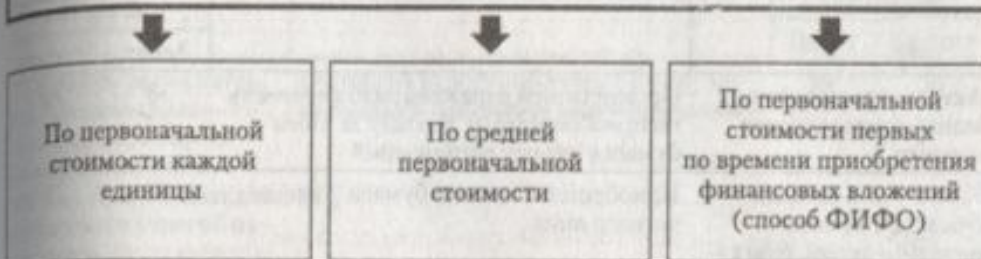 По первоначальной
стоимости каждой
единицы
По средней
первоначальной
стоимости
По первоначальной
стоимости первых
по времени приобретения
финансовых вложений
(способ ФИФО)